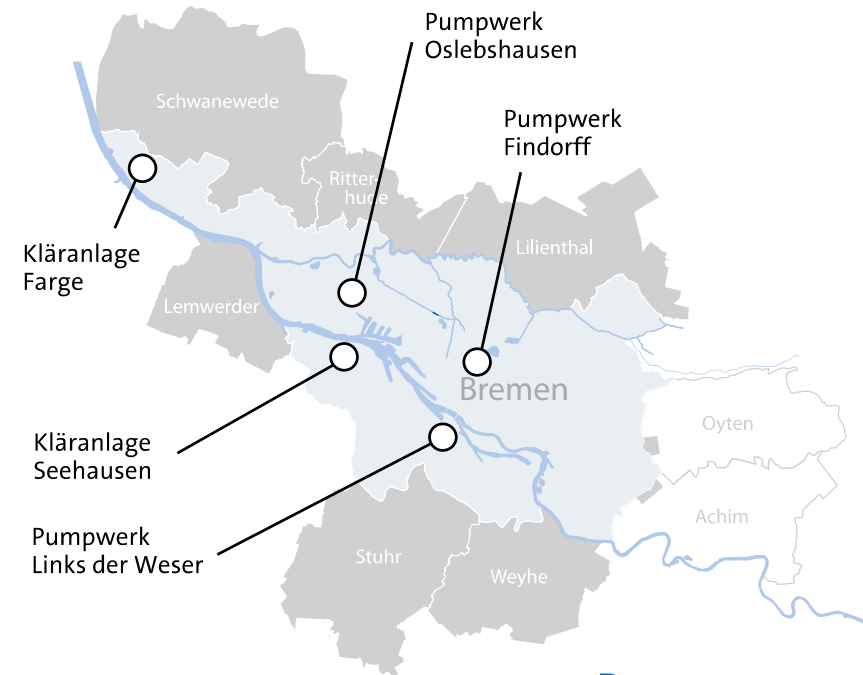 Pumpwerk
Oslebshausen
Pumpwerk
Findorff
Schwanewede
Ritter-
hude
Lilienthal
Kläranlage
Farge
Lemwerder
Bremen
Oyten
Kläranlage
Seehausen
Achim
Pumpwerk
Links der Weser
Stuhr
Weyhe